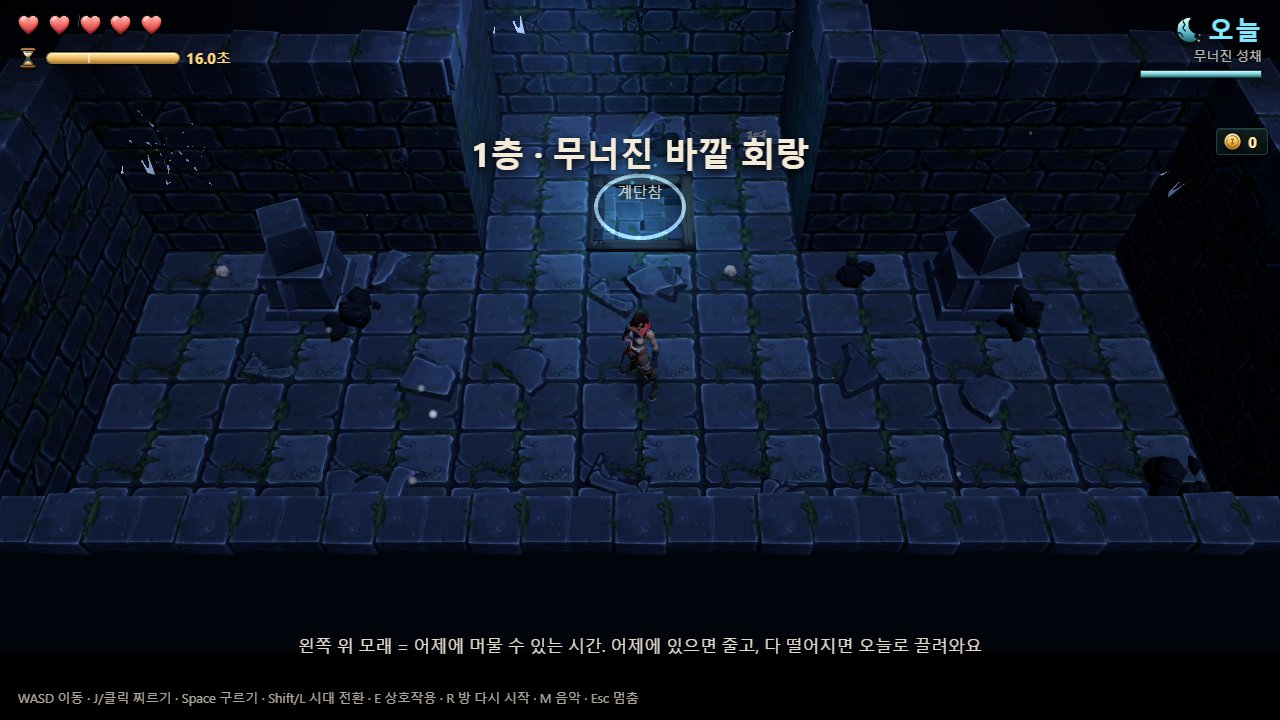 16.0초
오늘
무너진 성채
0
1층 · 무너진 바깥 회랑
계단참
왼쪽 위 모래 = 어제에 머물 수 있는 시간. 어제에 있으면 줄고, 다 떨어지면 오늘로 끌려와요
WASD 이동 · J/클릭 찌르기 · Space 구르기 · Shift/L 시대 전환 · E 상호작용 · R 방 다시 시작 · M 음악 · Esc 멈춤